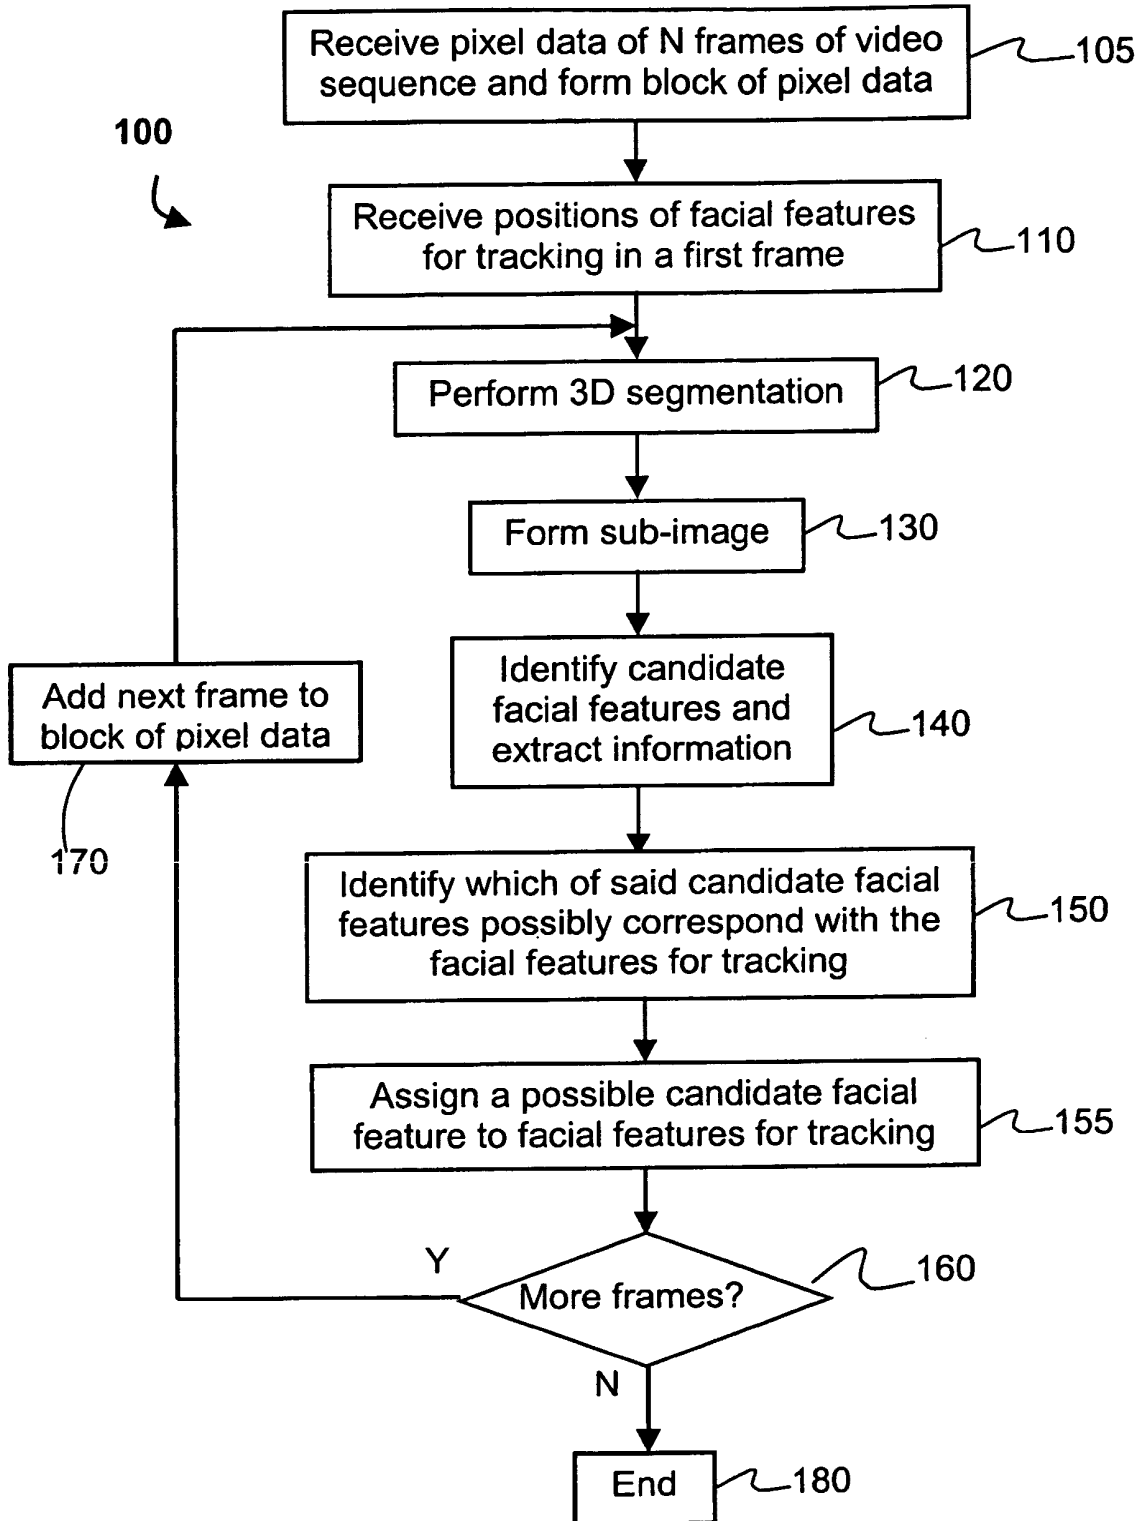 Receive pixel data of N frames of video
sequence and form block of pixel data
105
100
Receive positions of facial features
for tracking in a first frame
110
Perform 3D segmentation
120
Form sub-image
130
Identify candidate
facial features and
extract information
140
Add next frame to
block of pixel data
170
Identify which of said candidate facial
features possibly correspond with the
facial features for tracking
150
Assign a possible candidate facial
feature to facial features for tracking
155
Y
More frames?
160
N
End
180